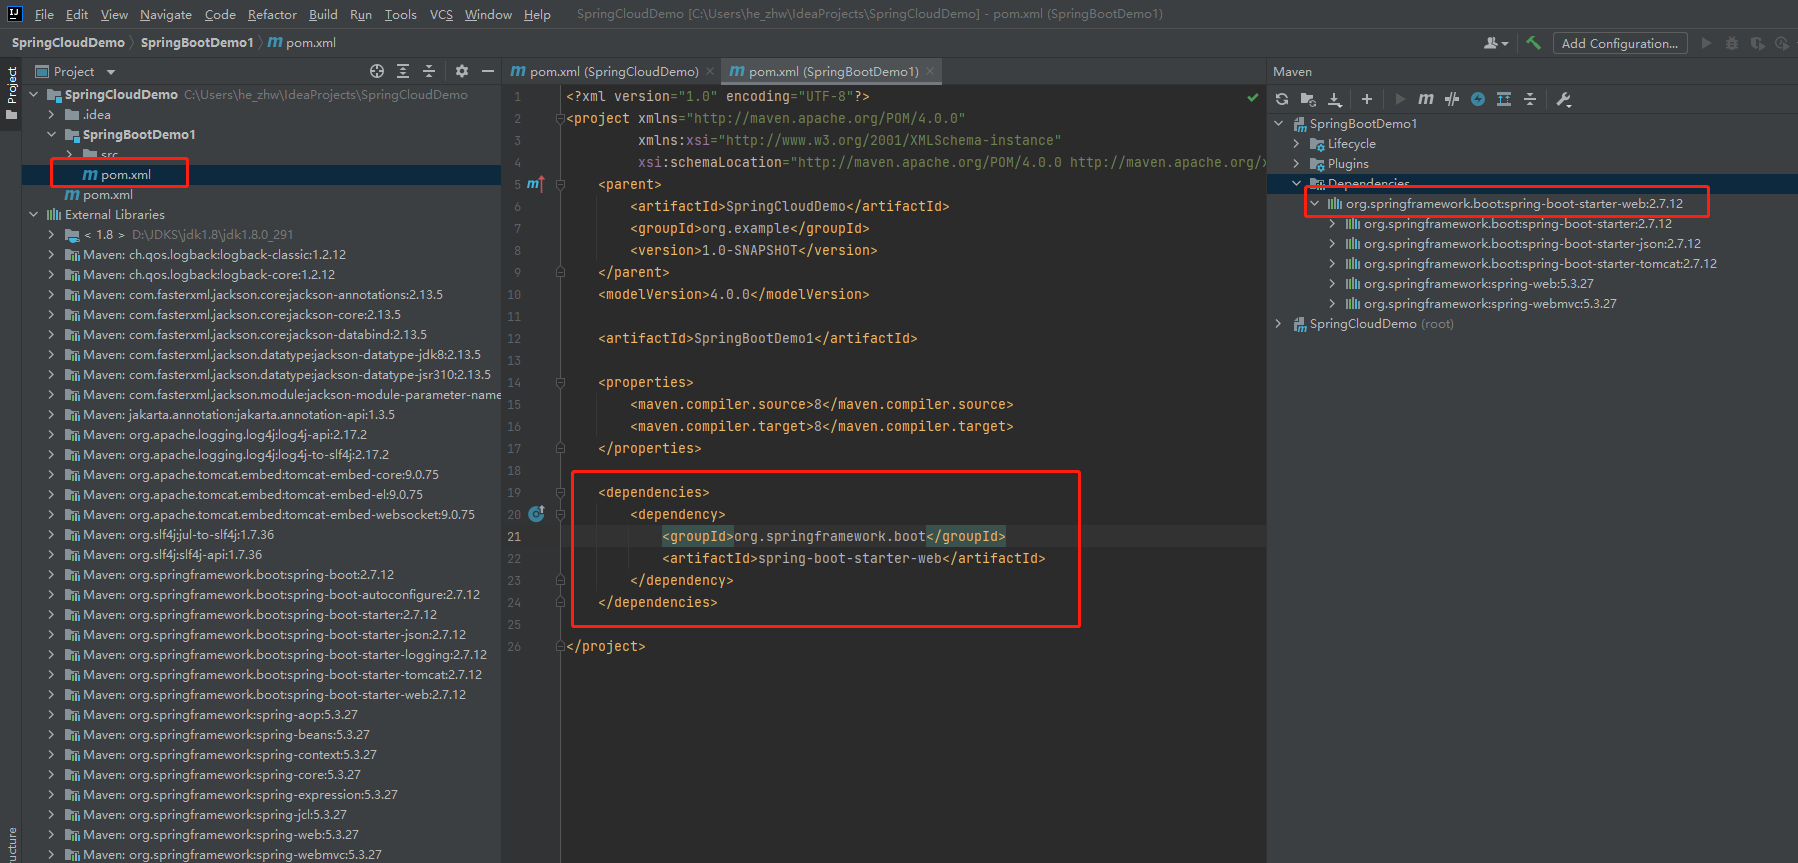 File Edit View Navigate Code Refactor Build Run Tools VCS Window Help SpringCloudDemo [C:\Users\he_zhw\IdeaProjects\SpringCloudDemo] - pom.xml (SpringBootDemo1)
SpringCloudDemo SpringBootDemo1 pom.xml
Add Configuration...
Project
Project
SpringCloudDemo C:\Users\he_zhw\IdeaProjects\SpringCloudDemo
.idea
SpringBootDemo1
src
pom.xml
pom.xml
External Libraries
< 1.8 > D:\JDKS\jdk1.8\jdk1.8.0_291
Maven: ch.qos.logback:logback-classic:1.2.12
Maven: ch.qos.logback:logback-core:1.2.12
Maven: com.fasterxml.jackson.core:jackson-annotations:2.13.5
Maven: com.fasterxml.jackson.core:jackson-core:2.13.5
Maven: com.fasterxml.jackson.core:jackson-databind:2.13.5
Maven: com.fasterxml.jackson.datatype:jackson-datatype-jdk8:2.13.5
Maven: com.fasterxml.jackson.datatype:jackson-datatype-jsr310:2.13.5
Maven: com.fasterxml.jackson.module:jackson-module-parameter-name
Maven: jakarta.annotation:jakarta.annotation-api:1.3.5
Maven: org.apache.logging.log4j:log4j-api:2.17.2
Maven: org.apache.logging.log4j:log4j-to-slf4j:2.17.2
Maven: org.apache.tomcat.embed:tomcat-embed-core:9.0.75
Maven: org.apache.tomcat.embed:tomcat-embed-el:9.0.75
Maven: org.apache.tomcat.embed:tomcat-embed-websocket:9.0.75
Maven: org.slf4j:jul-to-slf4j:1.7.36
Maven: org.slf4j:slf4j-api:1.7.36
Maven: org.springframework.boot:spring-boot:2.7.12
Maven: org.springframework.boot:spring-boot-autoconfigure:2.7.12
Maven: org.springframework.boot:spring-boot-starter:2.7.12
Maven: org.springframework.boot:spring-boot-starter-json:2.7.12
Maven: org.springframework.boot:spring-boot-starter-logging:2.7.12
Maven: org.springframework.boot:spring-boot-starter-tomcat:2.7.12
Maven: org.springframework.boot:spring-boot-starter-web:2.7.12
Maven: org.springframework:spring-aop:5.3.27
Maven: org.springframework:spring-beans:5.3.27
Maven: org.springframework:spring-context:5.3.27
Maven: org.springframework:spring-core:5.3.27
Maven: org.springframework:spring-expression:5.3.27
Maven: org.springframework:spring-jcl:5.3.27
Maven: org.springframework:spring-web:5.3.27
Maven: org.springframework:spring-webmvc:5.3.27
ructure
pom.xml (SpringCloudDemo) pom.xml (SpringBootDemo1)
1 <?xml version="1.0" encoding="UTF-8"?>
2 <project xmlns="http://maven.apache.org/POM/4.0.0"
3 xmlns:xsi="http://www.w3.org/2001/XMLSchema-instance"
4 xsi:schemaLocation="http://maven.apache.org/POM/4.0.0 http://maven.apache.org/x
5 <parent>
6 <artifactId>SpringCloudDemo</artifactId>
7 <groupId>org.example</groupId>
8 <version>1.0-SNAPSHOT</version>
9 </parent>
10 <modelVersion>4.0.0</modelVersion>
11
12 <artifactId>SpringBootDemo1</artifactId>
13
14 <properties>
15 <maven.compiler.source>8</maven.compiler.source>
16 <maven.compiler.target>8</maven.compiler.target>
17 </properties>
18
19 <dependencies>
20 <dependency>
21 <groupId>org.springframework.boot</groupId>
22 <artifactId>spring-boot-starter-web</artifactId>
23 </dependency>
24 </dependencies>
25
26 </project>
Maven
SpringBootDemo1
Lifecycle
Plugins
Dependencies
org.springframework.boot:spring-boot-starter-web:2.7.12
org.springframework.boot:spring-boot-starter:2.7.12
org.springframework.boot:spring-boot-starter-json:2.7.12
org.springframework.boot:spring-boot-starter-tomcat:2.7.12
org.springframework:spring-web:5.3.27
org.springframework:spring-webmvc:5.3.27
SpringCloudDemo (root)